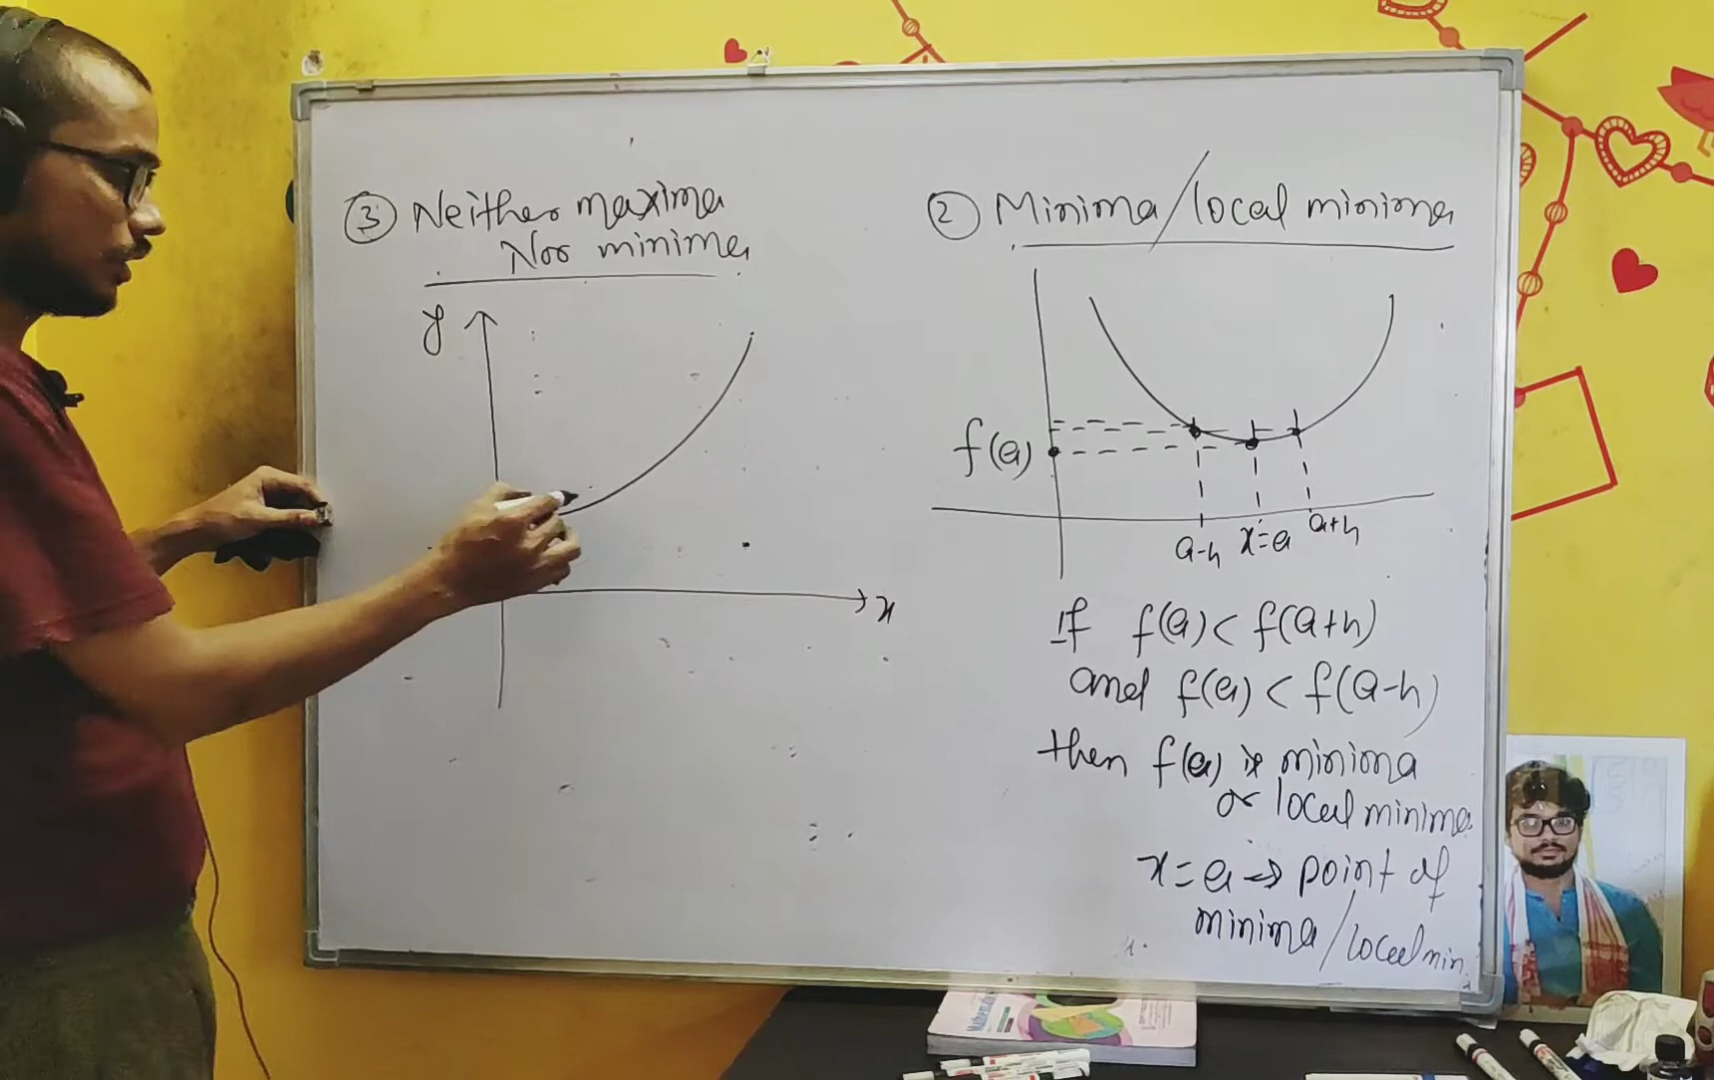 ③ Neither maxima
Nor minima
y
x
② Minima/local minima
f(a)
a-h
x=a
a+h
If f(a) < f(a+h)
and f(a) < f(a-h)
then f(a) is minima
or local minima
x=a → point of
minima/local min.
Mathematics